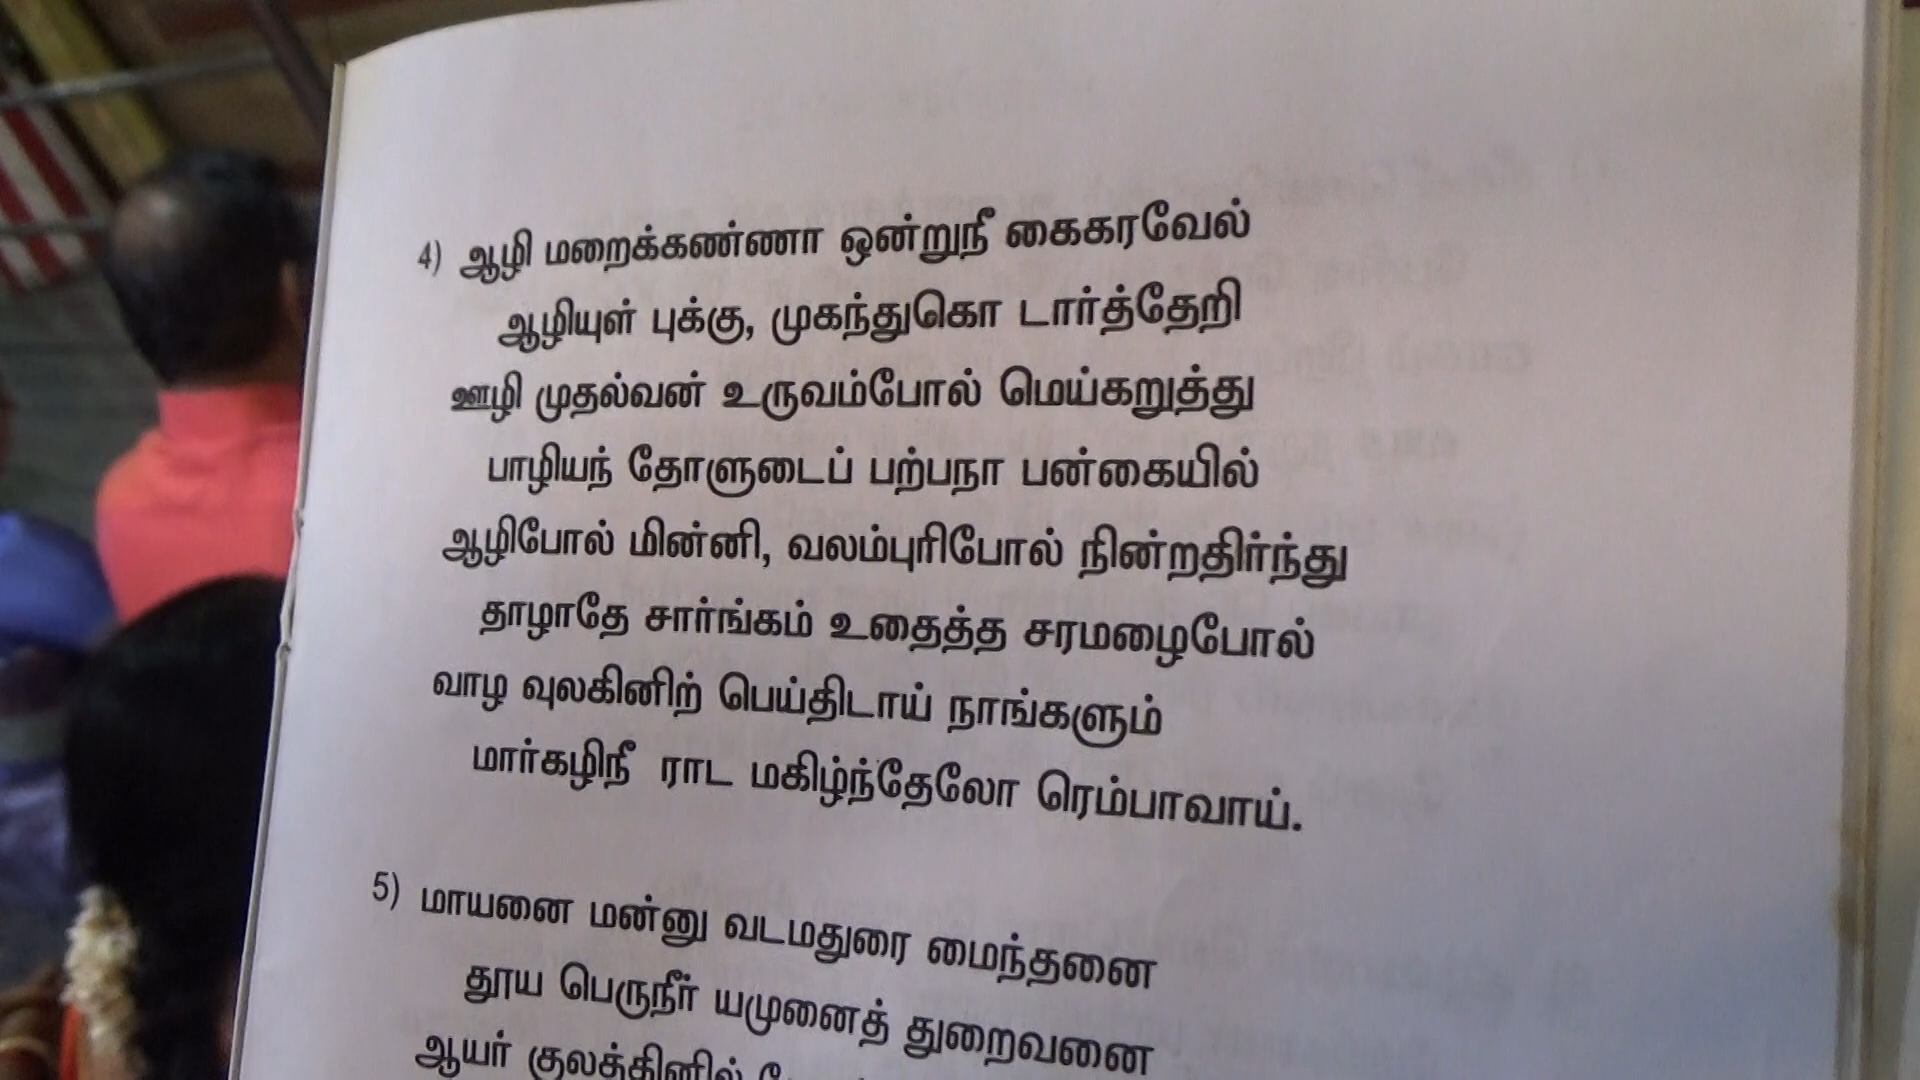 4) ஆழி மறைக்கண்ணா ஒன்றுநீ கைகரவேல்
ஆழியுள் புக்கு, முகந்துகொ டார்த்தேறி
ஊழி முதல்வன் உருவம்போல் மெய்கறுத்து
பாழியந் தோளுடைப் பற்பநா பன்கையில்
ஆழிபோல் மின்னி, வலம்புரிபோல் நின்றதிர்ந்து
தாழாதே சார்ங்கம் உதைத்த சரமழைபோல்
வாழ வுலகினிற் பெய்திடாய் நாங்களும்
மார்கழிநீ ராட மகிழ்ந்தேலோ ரெம்பாவாய்.
5) மாயனை மன்னு வடமதுரை மைந்தனை
தூய பெருநீர் யமுனைத் துறைவனை
ஆயர் குலத்தினில்